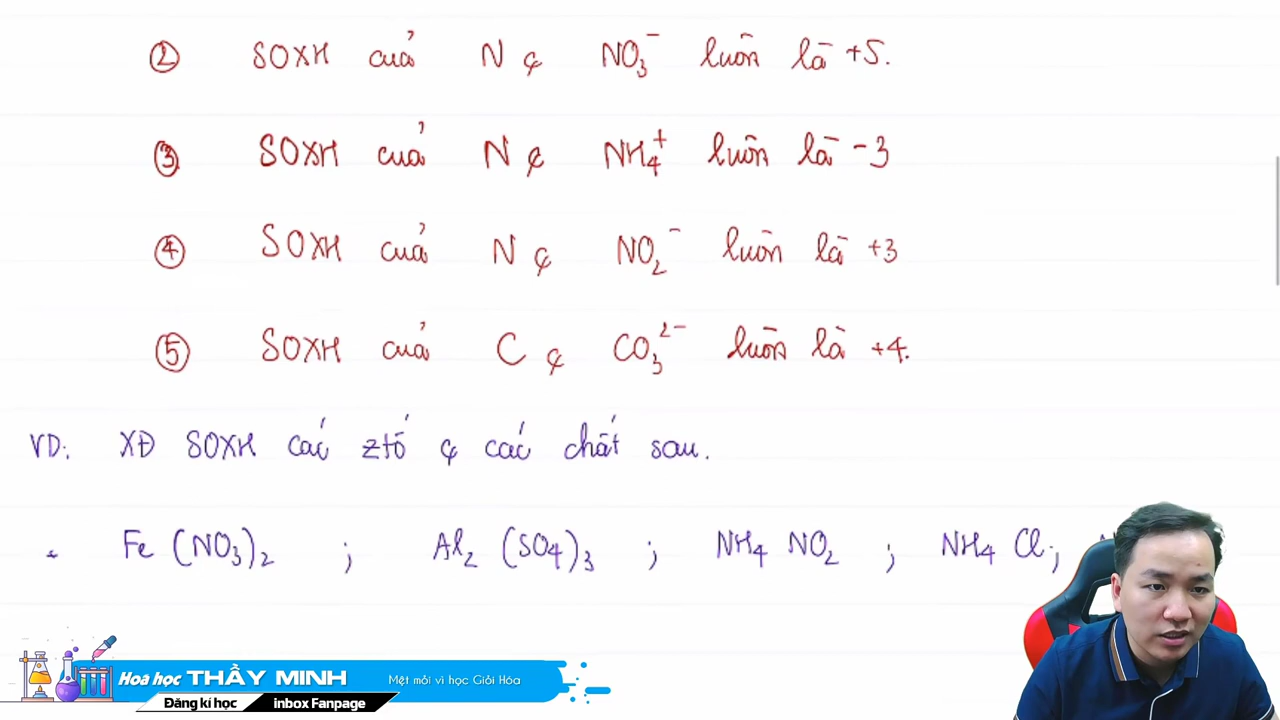 ② SOXH của N ç NO₃⁻ luôn là +5.
③ SOXH của N ç NH₄⁺ luôn là -3
④ SOXH của N ç NO₂⁻ luôn là +3
⑤ SOXH của C ç CO₃²⁻ luôn là +4.
VD: XĐ SOXH các ztố ç các chất sau.
- Fe(NO₃)₂ ; Al₂(SO₄)₃ ; NH₄NO₂ ; NH₄Cl ;
Hoá học THẦY MINH
Mệt mỏi vì học Giỏi Hóa
Đăng kí học inbox Fanpage